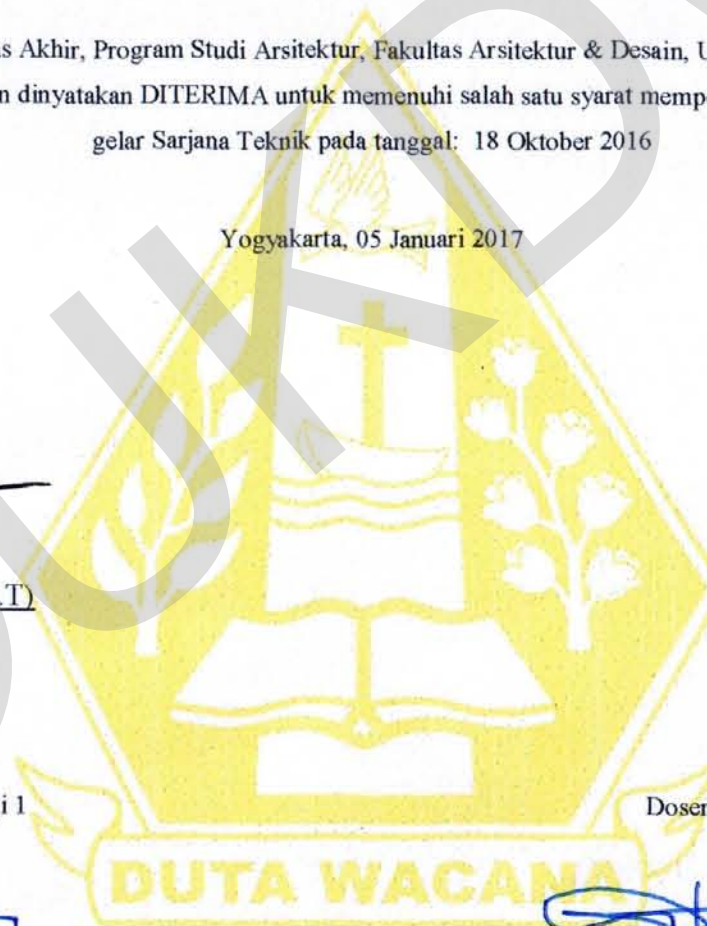 s Akhir, Program Studi Arsitektur, Fakultas Arsitektur & Desain, U
n dinyatakan DITERIMA untuk memenuhi salah satu syarat memp
gelar Sarjana Teknik pada tanggal: 18 Oktober 2016
Yogyakarta, 05 Januari 2017
.T)
i 1
Dosen
DUTA WACANA